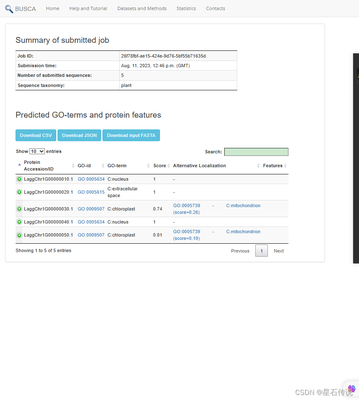 BUSCA Home Help and Tutorial Datasets and Methods Statistics Contacts
Summary of submitted job
Job ID:
Submission time: Aug. 11, 2023, 12:46 p.m. (GMT)
Number of submitted sequences: 5
Sequence taxonomy: plant
Predicted GO-terms and protein features
Download CSV Download JSON Download input FASTA
Show 10 entries Search:
Protein Accession/ID GO-id GO-term Score Alternative Localization Features
LaggChr1G00000010.1 GO:0005634 C:nucleus 1 -
LaggChr1G00000020.1 GO:0005615 C:extracellular space 1 -
LaggChr1G00000030.1 GO:0009507 C:chloroplast 0.74 GO:0005739 - C:mitochondrion
(score=0.26)
LaggChr1G00000040.1 GO:0005634 C:nucleus 1 -
LaggChr1G00000050.1 GO:0009507 C:chloroplast 0.81 GO:0005739 - C:mitochondrion
(score=0.19)
Showing 1 to 5 of 5 entries Previous 1 Next
CSDN @星石传说